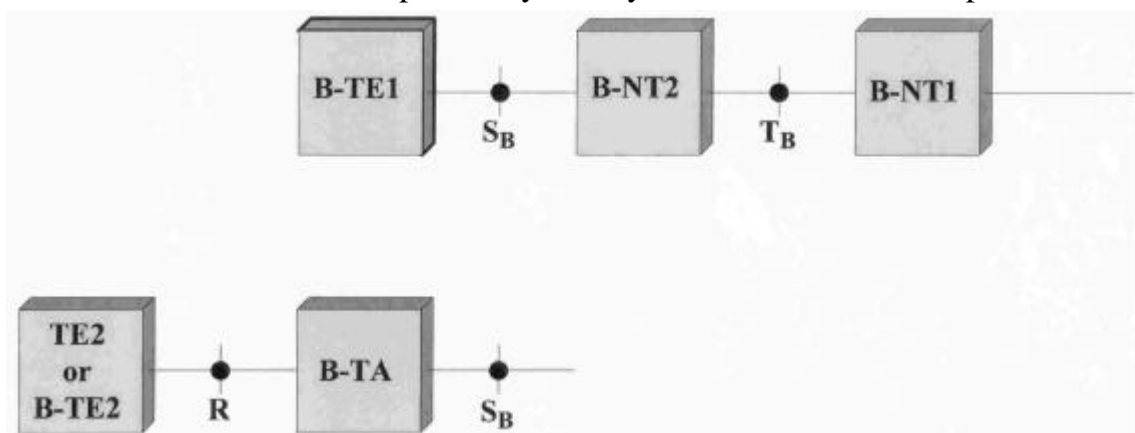 B-TE1
S_B
B-NT2
T_B
B-NT1
TE2
or
B-TE2
R
B-TA
S_B